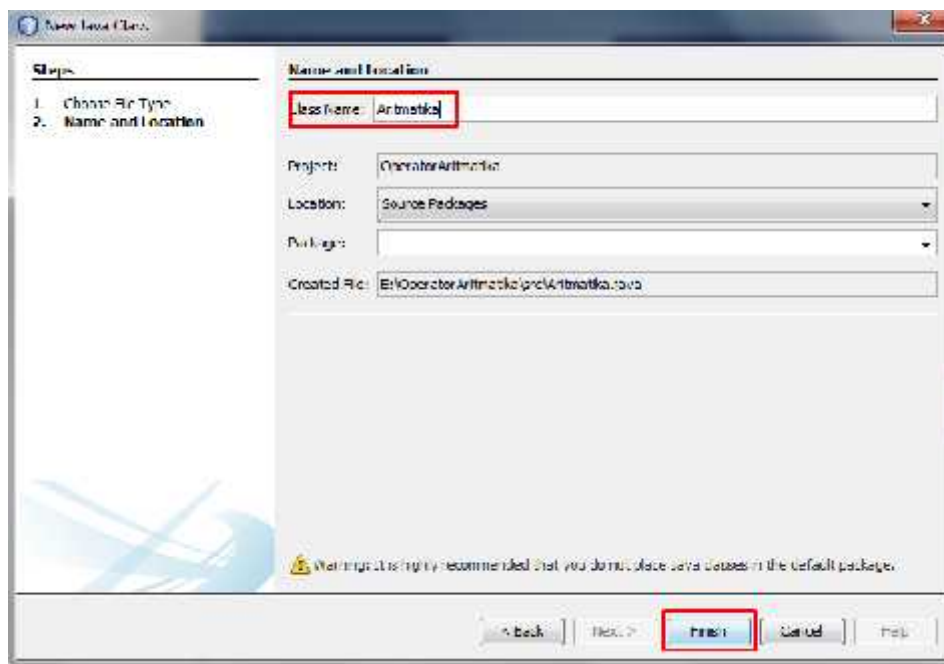 New Java Class
Steps
1. Choose File Type
2. Name and Location
Name and Location
Class Name: Aritmatika
Project: OperatorAritmatika
Location: Source Packages
Package:
Created File: E:\OperatorAritmatika\src\Aritmatika.java
Warning: It is highly recommended that you do not place Java classes in the default package.
< Back
Next >
Finish
Cancel
Help